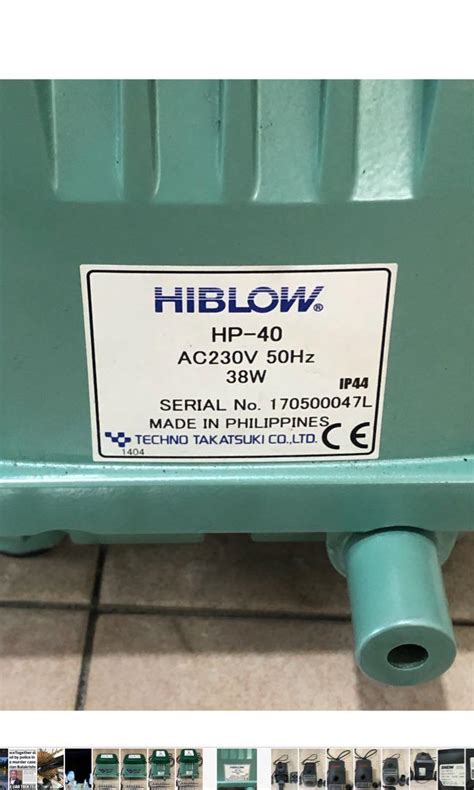 HIBLOW®
HP-40
AC230V 50Hz
38W
IP44
SERIAL No. 170500047L
MADE IN PHILIPPINES
TECHNO TAKATSUKI CO.,LTD. CE
1404